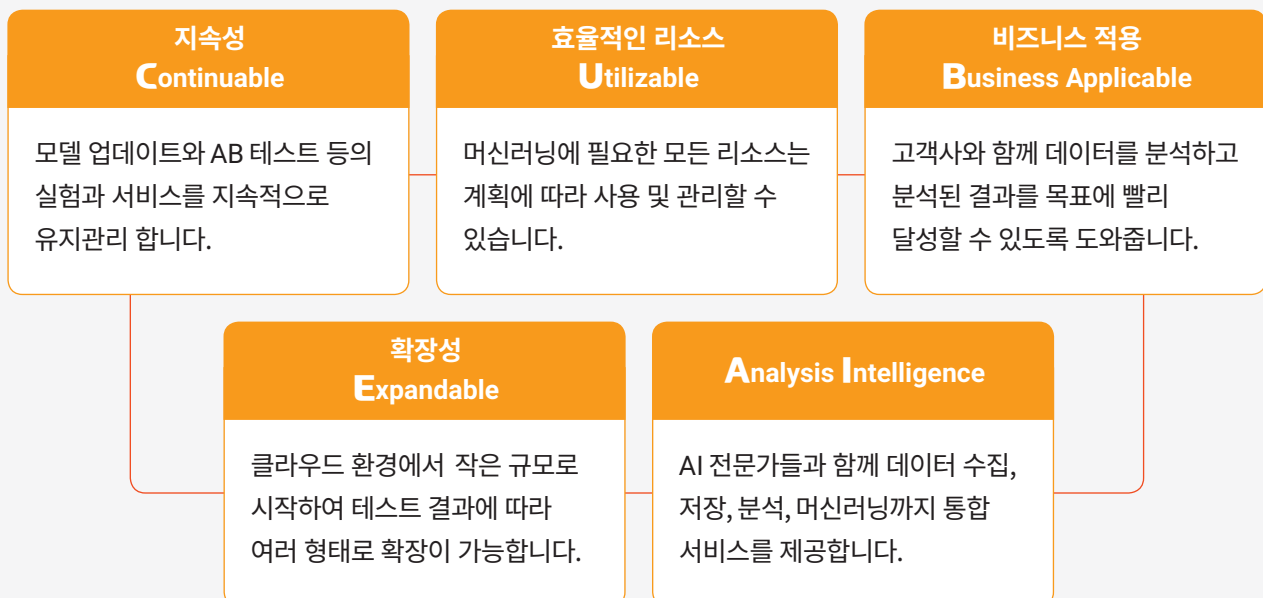 지속성
Continuable
모델 업데이트와 AB 테스트 등의
실험과 서비스를 지속적으로
유지관리 합니다.
효율적인 리소스
Utilizable
머신러닝에 필요한 모든 리소스는
계획에 따라 사용 및 관리할 수
있습니다.
비즈니스 적용
Business Applicable
고객사와 함께 데이터를 분석하고
분석된 결과를 목표에 빨리
달성할 수 있도록 도와줍니다.
확장성
Expandable
클라우드 환경에서 작은 규모로
시작하여 테스트 결과에 따라
여러 형태로 확장이 가능합니다.
Analysis Intelligence
AI 전문가들과 함께 데이터 수집,
저장, 분석, 머신러닝까지 통합
서비스를 제공합니다.